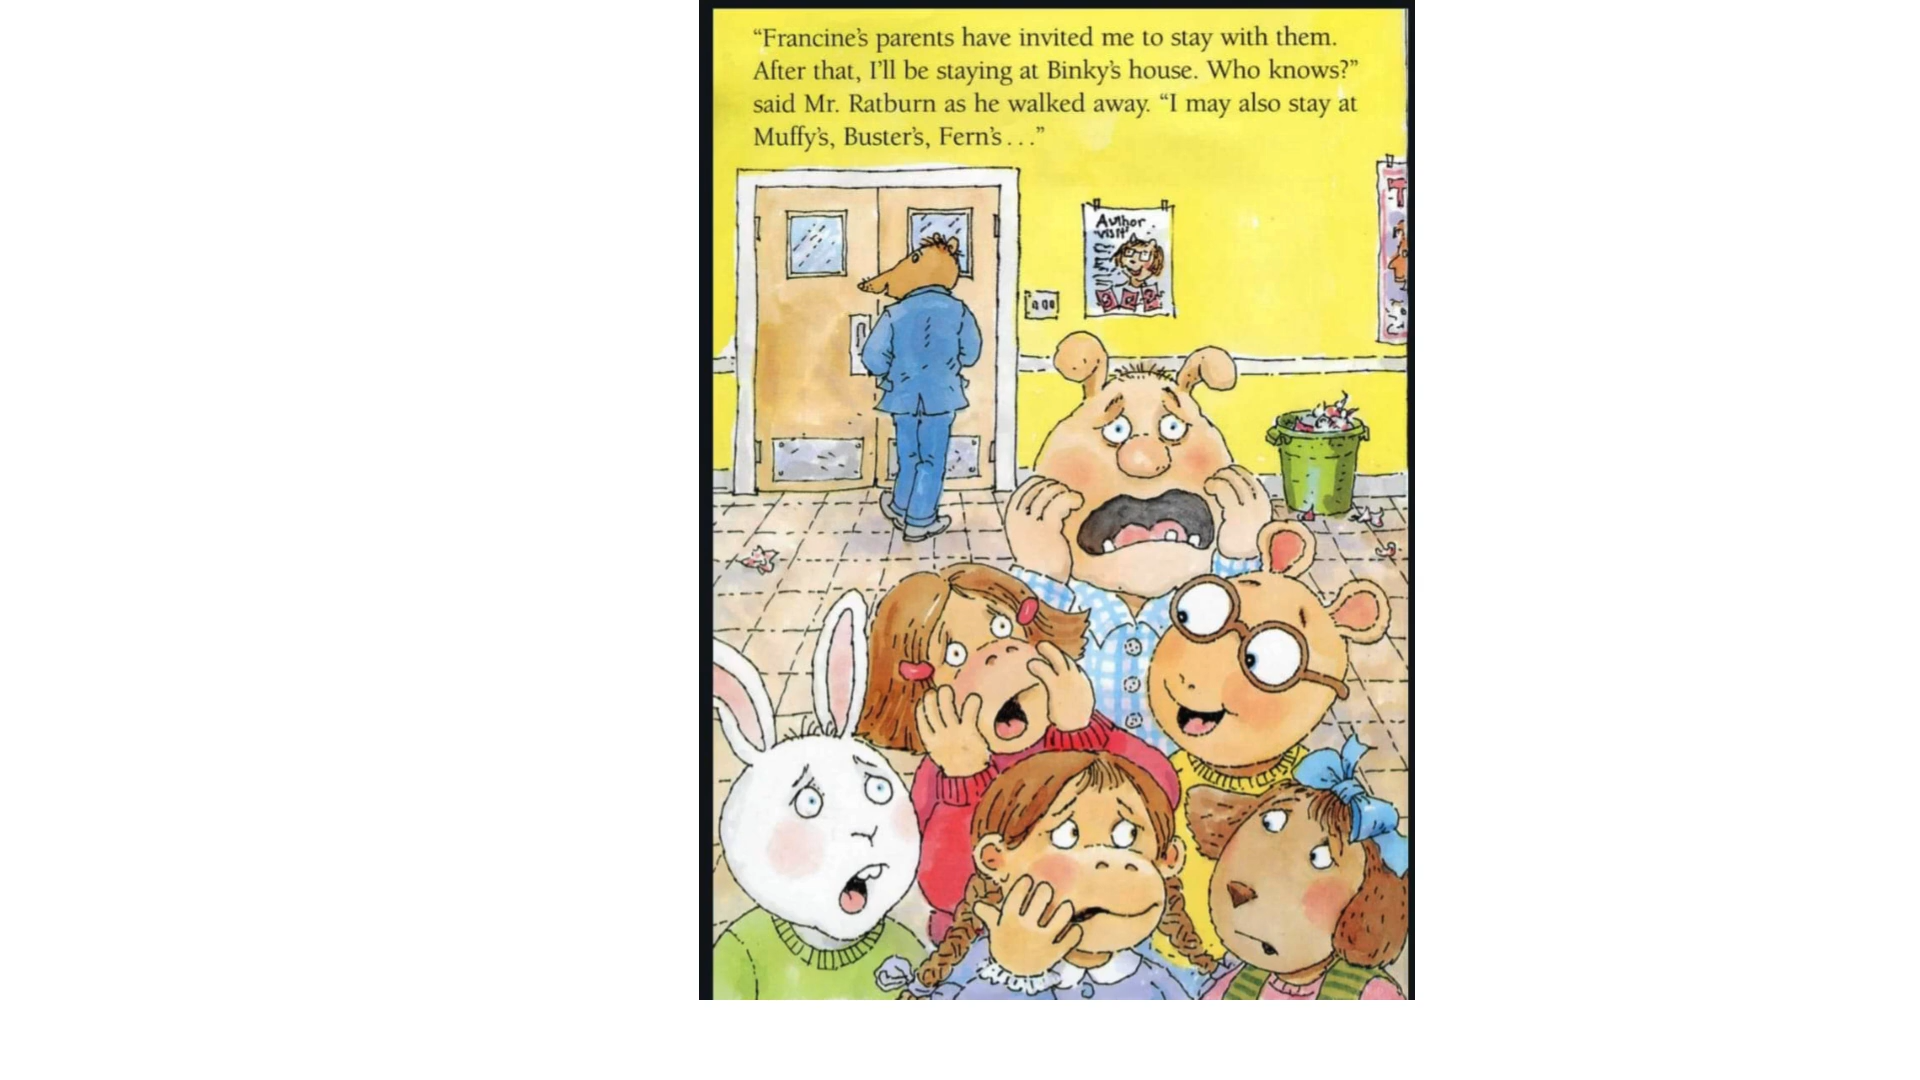 “Francine’s parents have invited me to stay with them.
After that, I’ll be staying at Binky’s house. Who knows?”
said Mr. Ratburn as he walked away. “I may also stay at
Muffy’s, Buster’s, Fern’s . . .”
Author
visit
T